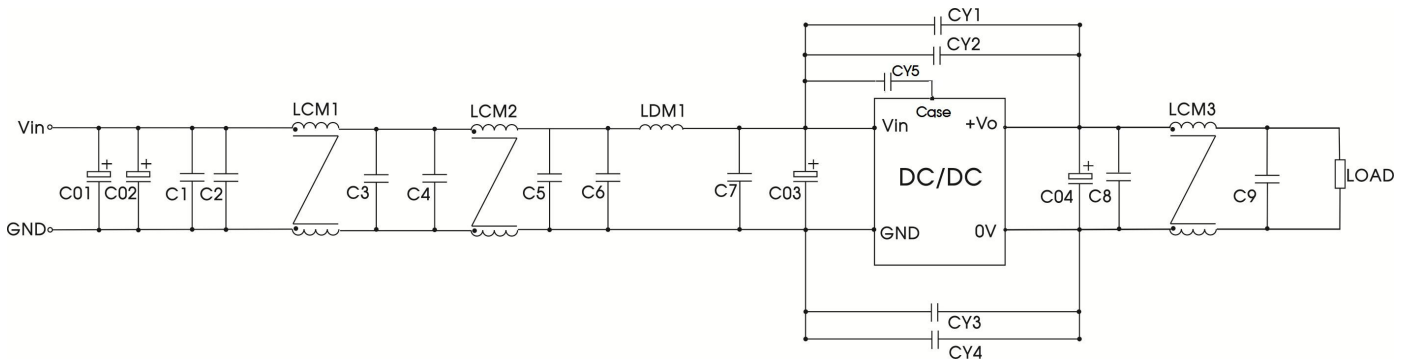 CY1
CY2
CY5
LCM1
LCM2
LDM1
Case
LCM3
Vin
Vin
+Vo
+
+
+
+
C01
C02
C1
C2
C3
C4
C5
C6
C7
C03
DC/DC
C04
C8
C9
LOAD
GND
GND
0V
CY3
CY4